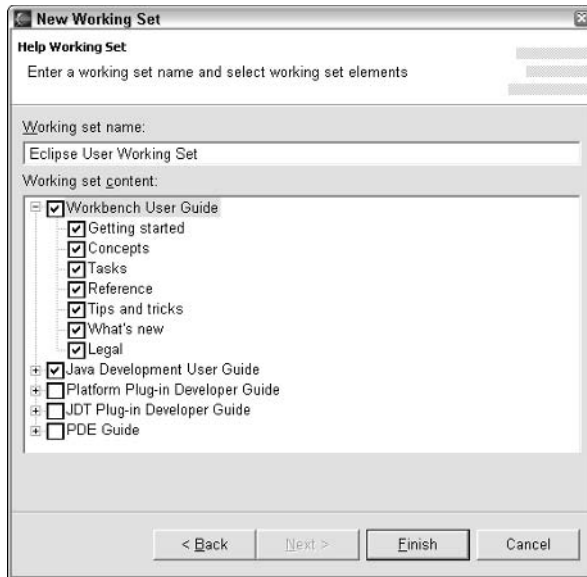 New Working Set
Help Working Set
Enter a working set name and select working set elements
Working set name:
Eclipse User Working Set
Working set content:
Workbench User Guide
Getting started
Concepts
Tasks
Reference
Tips and tricks
What's new
Legal
Java Development User Guide
Platform Plug-in Developer Guide
JDT Plug-in Developer Guide
PDE Guide
< Back
Next >
Finish
Cancel